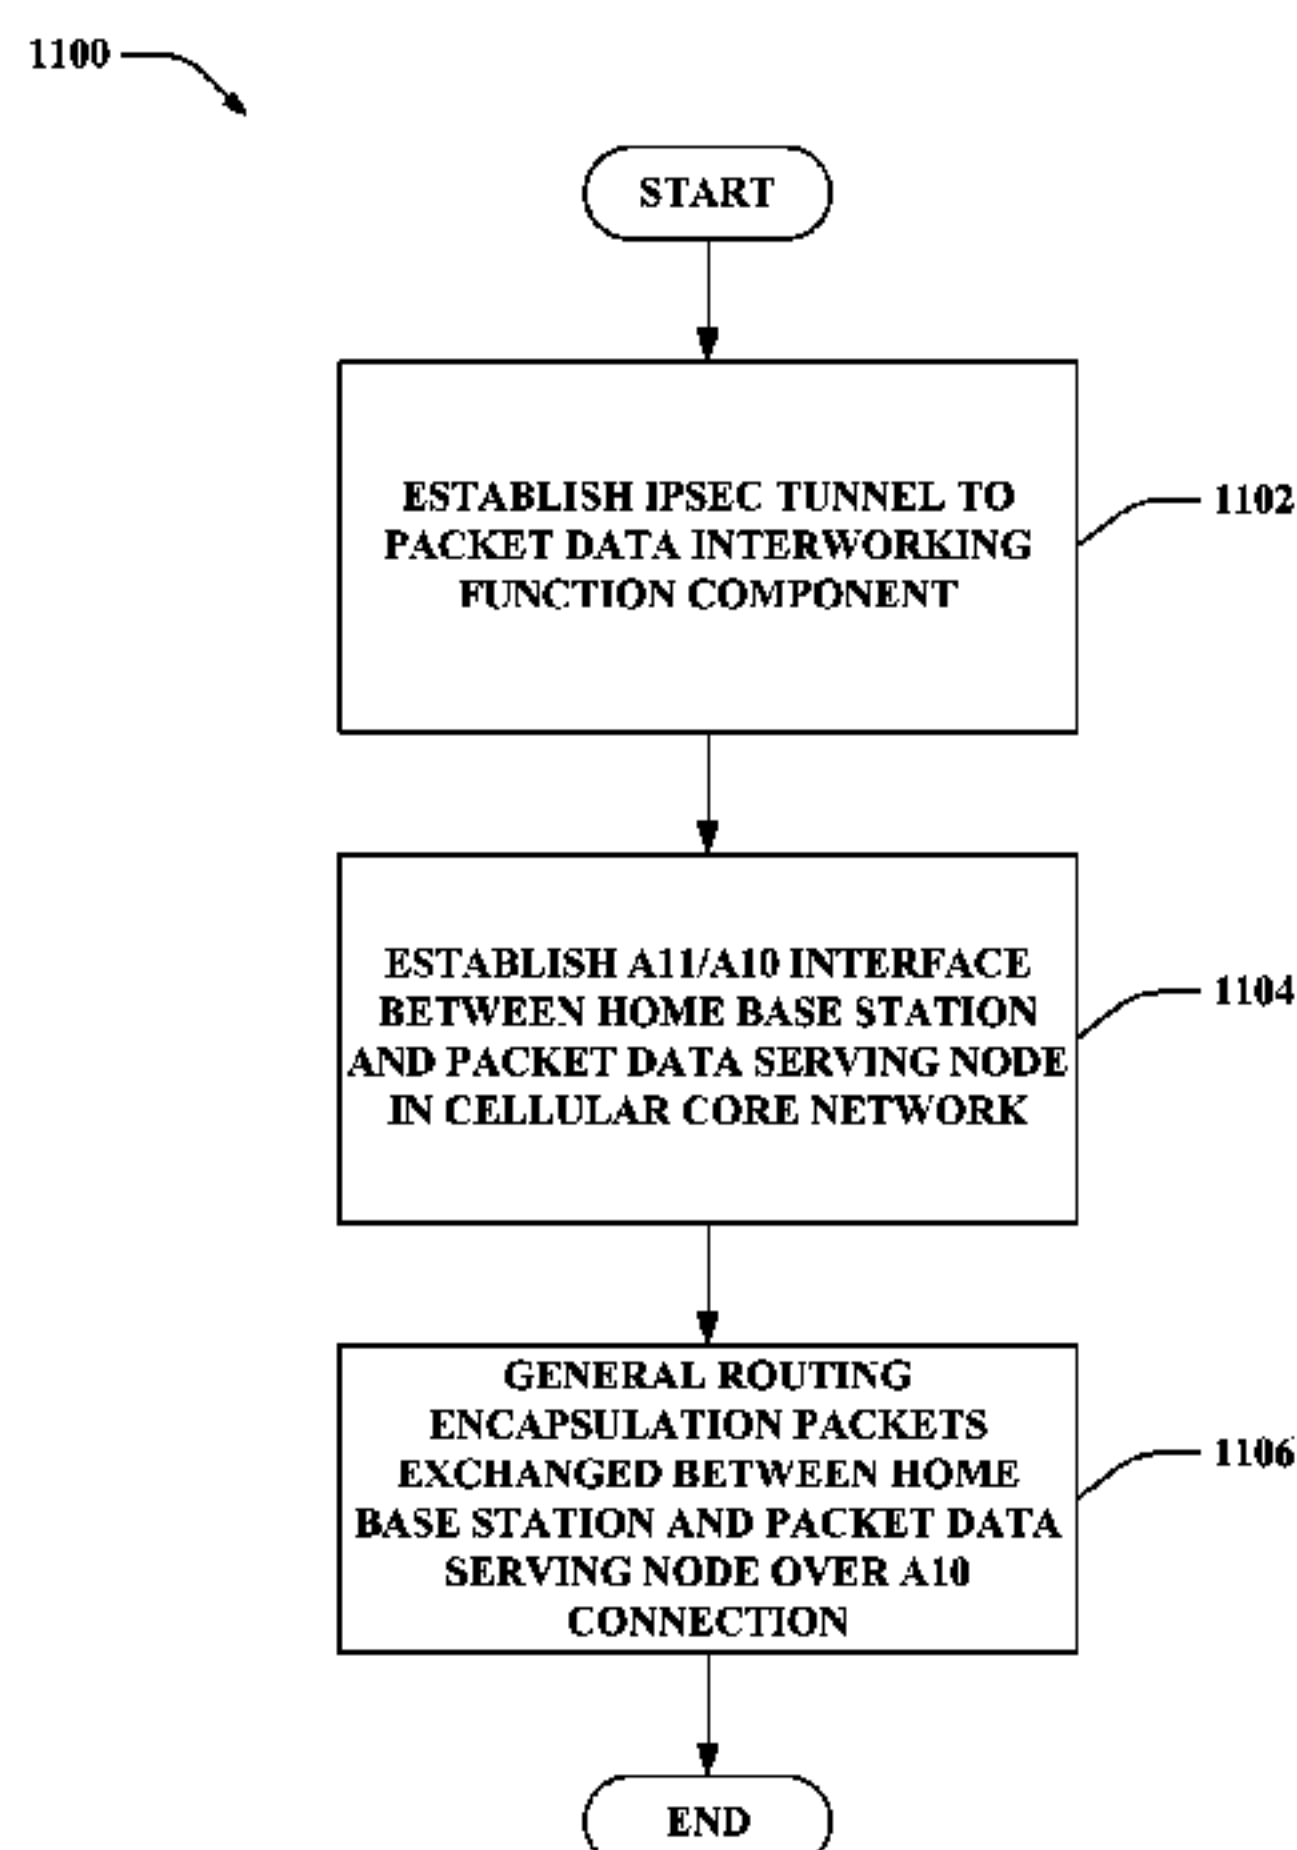 1100
START
ESTABLISH IPSEC TUNNEL TO
PACKET DATA INTERWORKING
FUNCTION COMPONENT
1102
ESTABLISH A11/A10 INTERFACE
BETWEEN HOME BASE STATION
AND PACKET DATA SERVING NODE
IN CELLULAR CORE NETWORK
1104
GENERAL ROUTING
ENCAPSULATION PACKETS
EXCHANGED BETWEEN HOME
BASE STATION AND PACKET DATA
SERVING NODE OVER A10
CONNECTION
1106
END